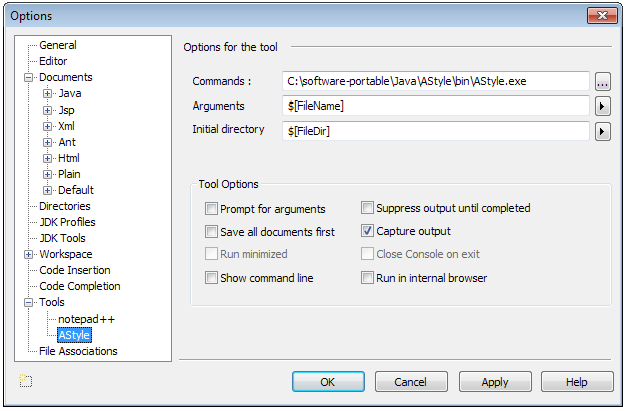 Options
General
Editor
Documents
Java
Jsp
Xml
Ant
Html
Plain
Default
Directories
JDK Profiles
JDK Tools
Workspace
Code Insertion
Code Completion
Tools
notepad++
AStyle
File Associations
Options for the tool
Commands :
C:\software-portable\Java\AStyle\bin\AStyle.exe
...
Arguments
$[FileName]
Initial directory
$[FileDir]
Tool Options
Prompt for arguments
Suppress output until completed
Save all documents first
Capture output
Run minimized
Close Console on exit
Show command line
Run in internal browser
OK
Cancel
Apply
Help